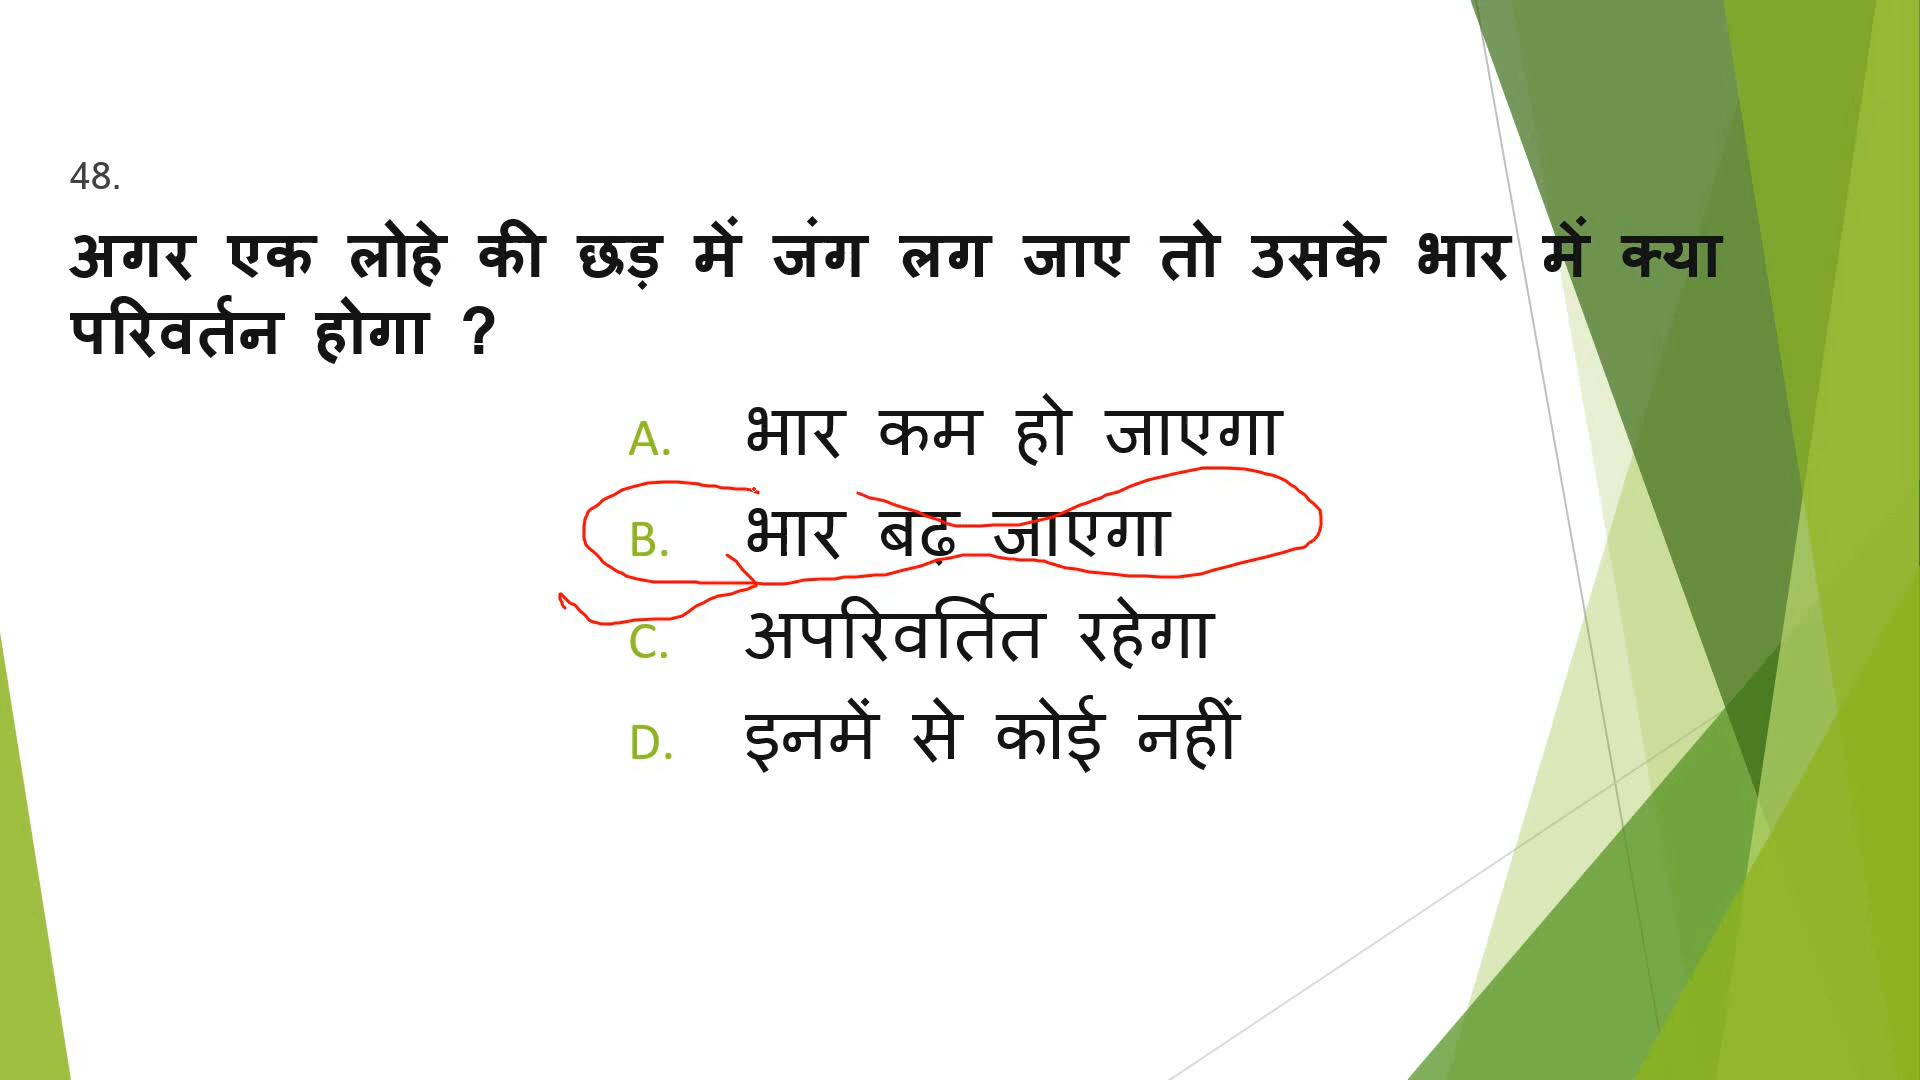 48.
अगर एक लोहे की छड़ में जंग लग जाए तो उसके भार में क्या
परिवर्तन होगा ?
A. भार कम हो जाएगा
B. भार बढ़ जाएगा
C. अपरिवर्तित रहेगा
D. इनमें से कोई नहीं